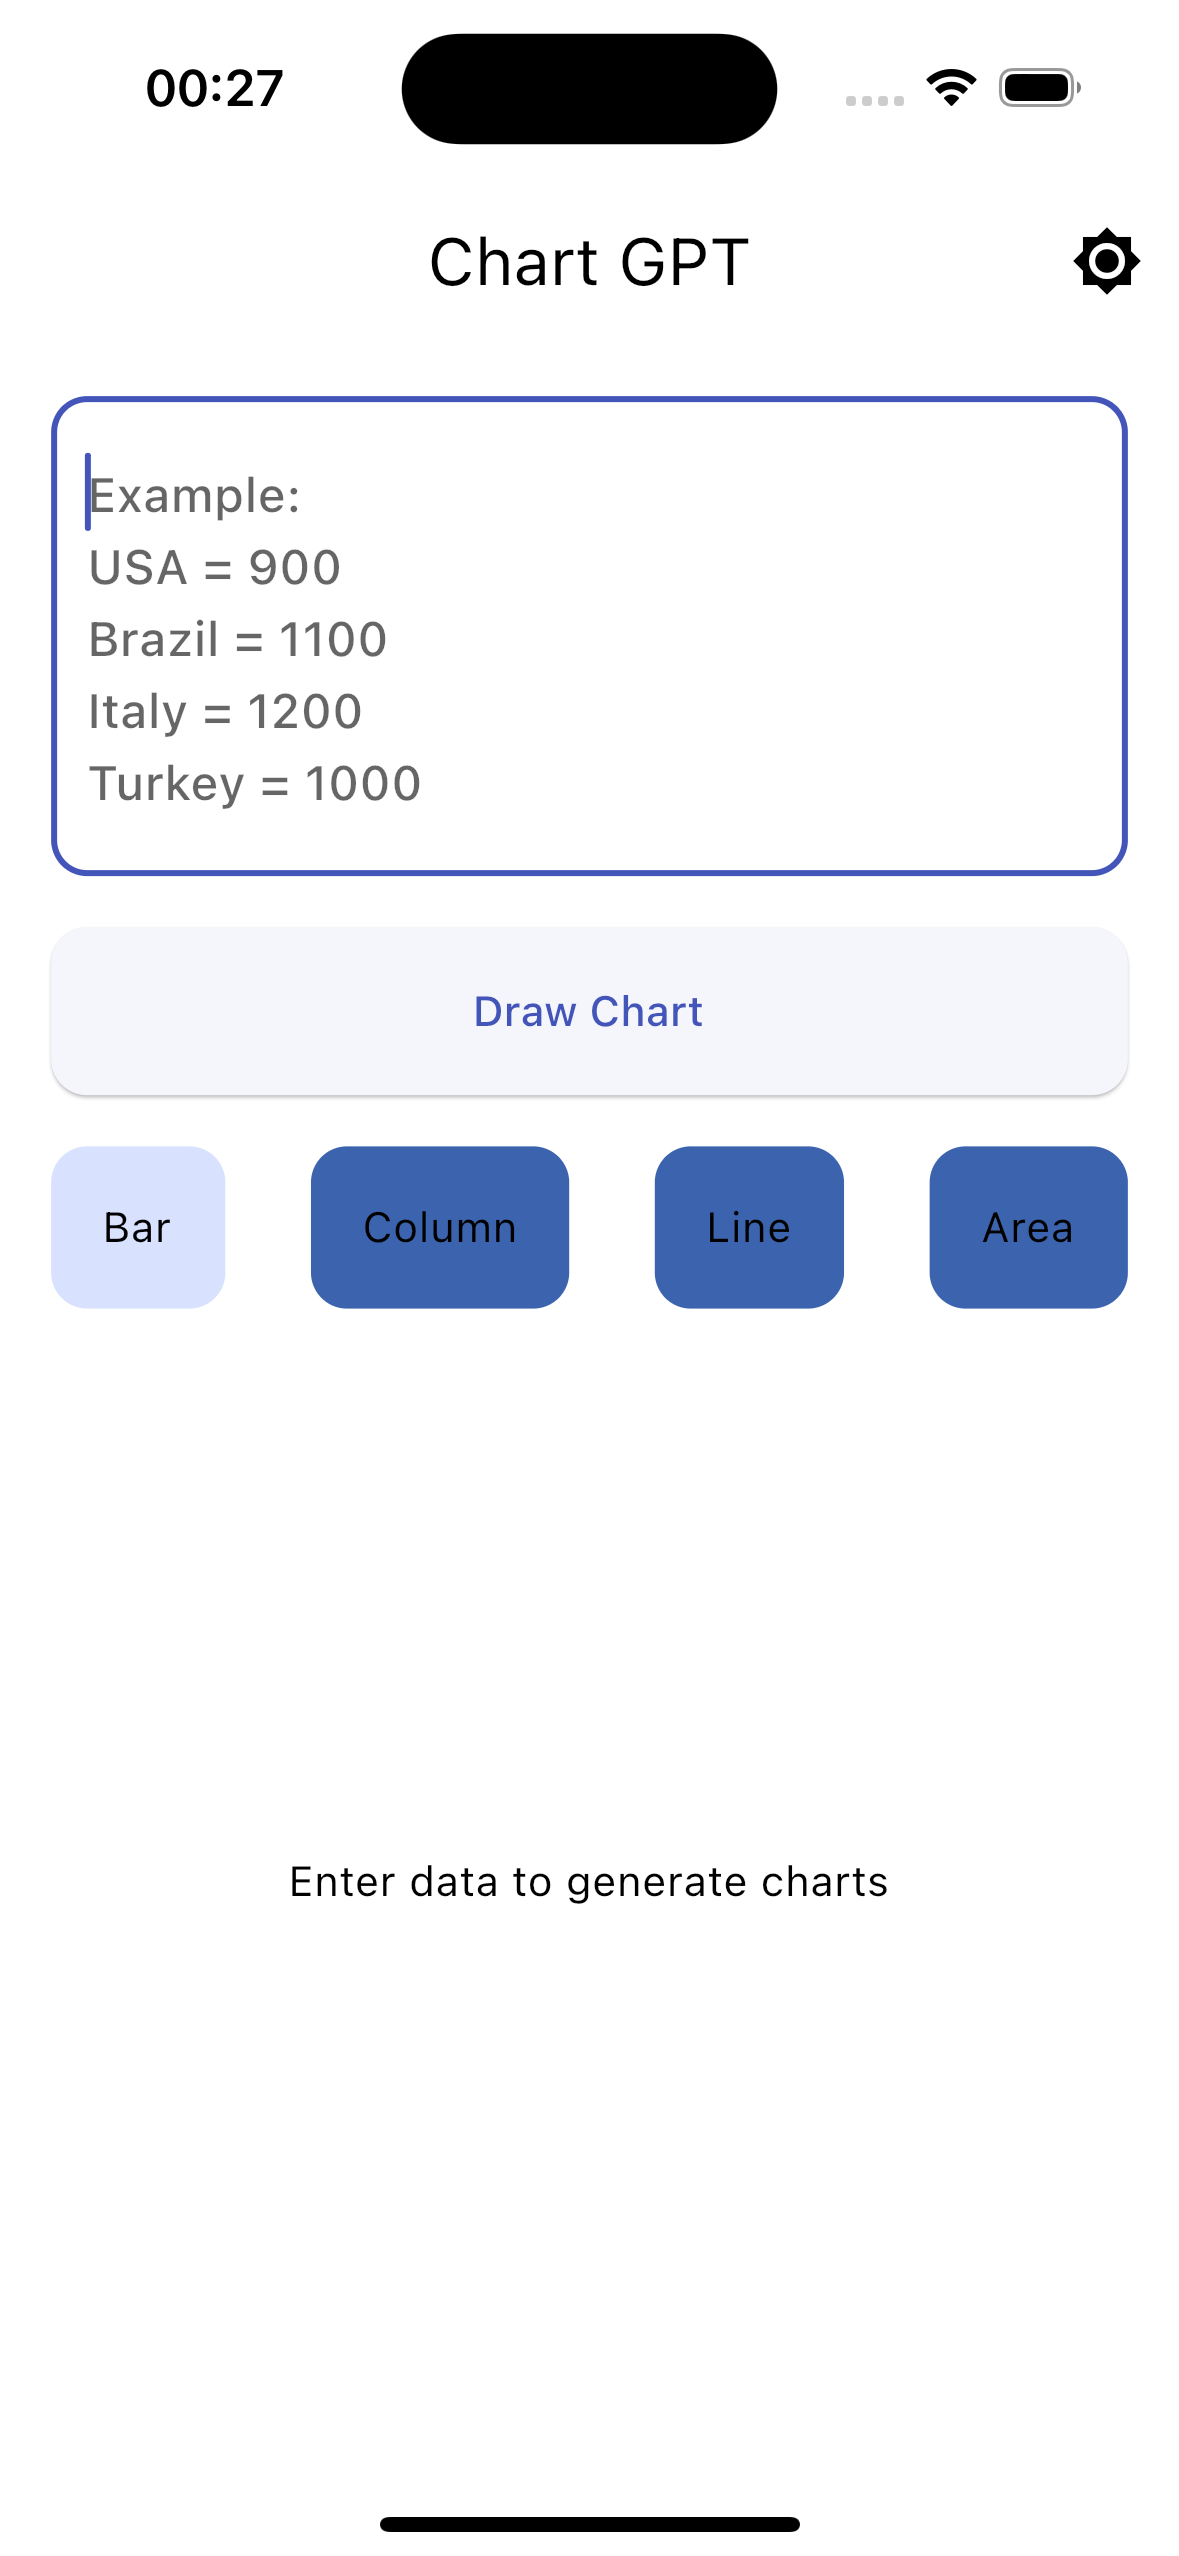 00:27
Chart GPT
Example:
USA = 900
Brazil = 1100
Italy = 1200
Turkey = 1000
Draw Chart
Bar Column Line Area
Enter data to generate charts